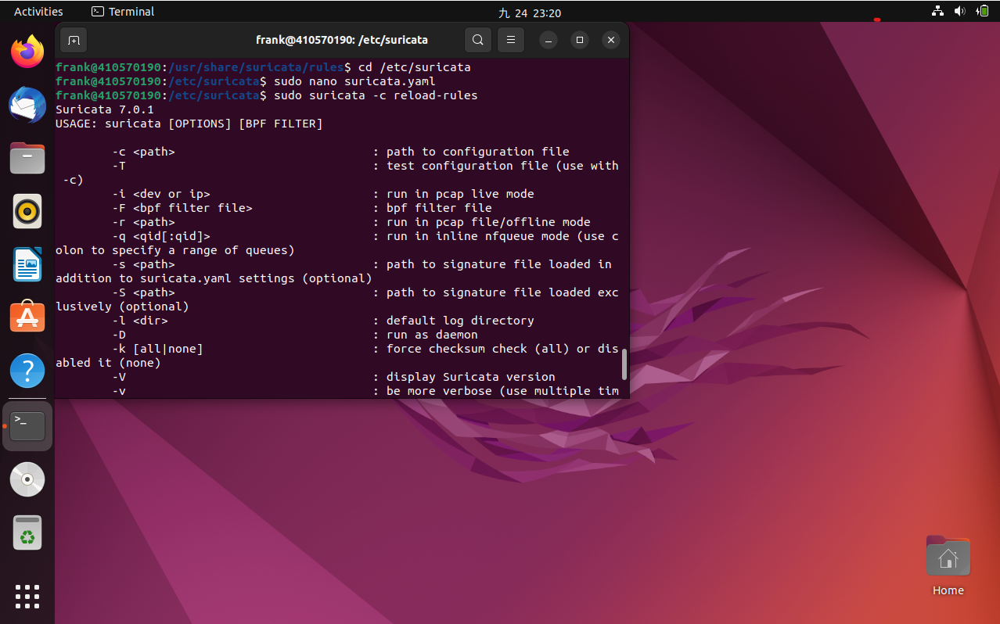 Activities
Terminal
九 24 23:20
frank@410570190: /etc/suricata
frank@410570190:/usr/share/suricata/rules$ cd /etc/suricata
frank@410570190:/etc/suricata$ sudo nano suricata.yaml
frank@410570190:/etc/suricata$ sudo suricata -c reload-rules
Suricata 7.0.1
USAGE: suricata [OPTIONS] [BPF FILTER]
-c <path> : path to configuration file
-T : test configuration file (use with
-c)
-i <dev or ip> : run in pcap live mode
-F <bpf filter file> : bpf filter file
-r <path> : run in pcap file/offline mode
-q <qid[:qid]> : run in inline nfqueue mode (use c
olon to specify a range of queues)
-s <path> : path to signature file loaded in
addition to suricata.yaml settings (optional)
-S <path> : path to signature file loaded exc
lusively (optional)
-l <dir> : default log directory
-D : run as daemon
-k [all|none] : force checksum check (all) or dis
abled it (none)
-V : display Suricata version
-v : be more verbose (use multiple tim
Home